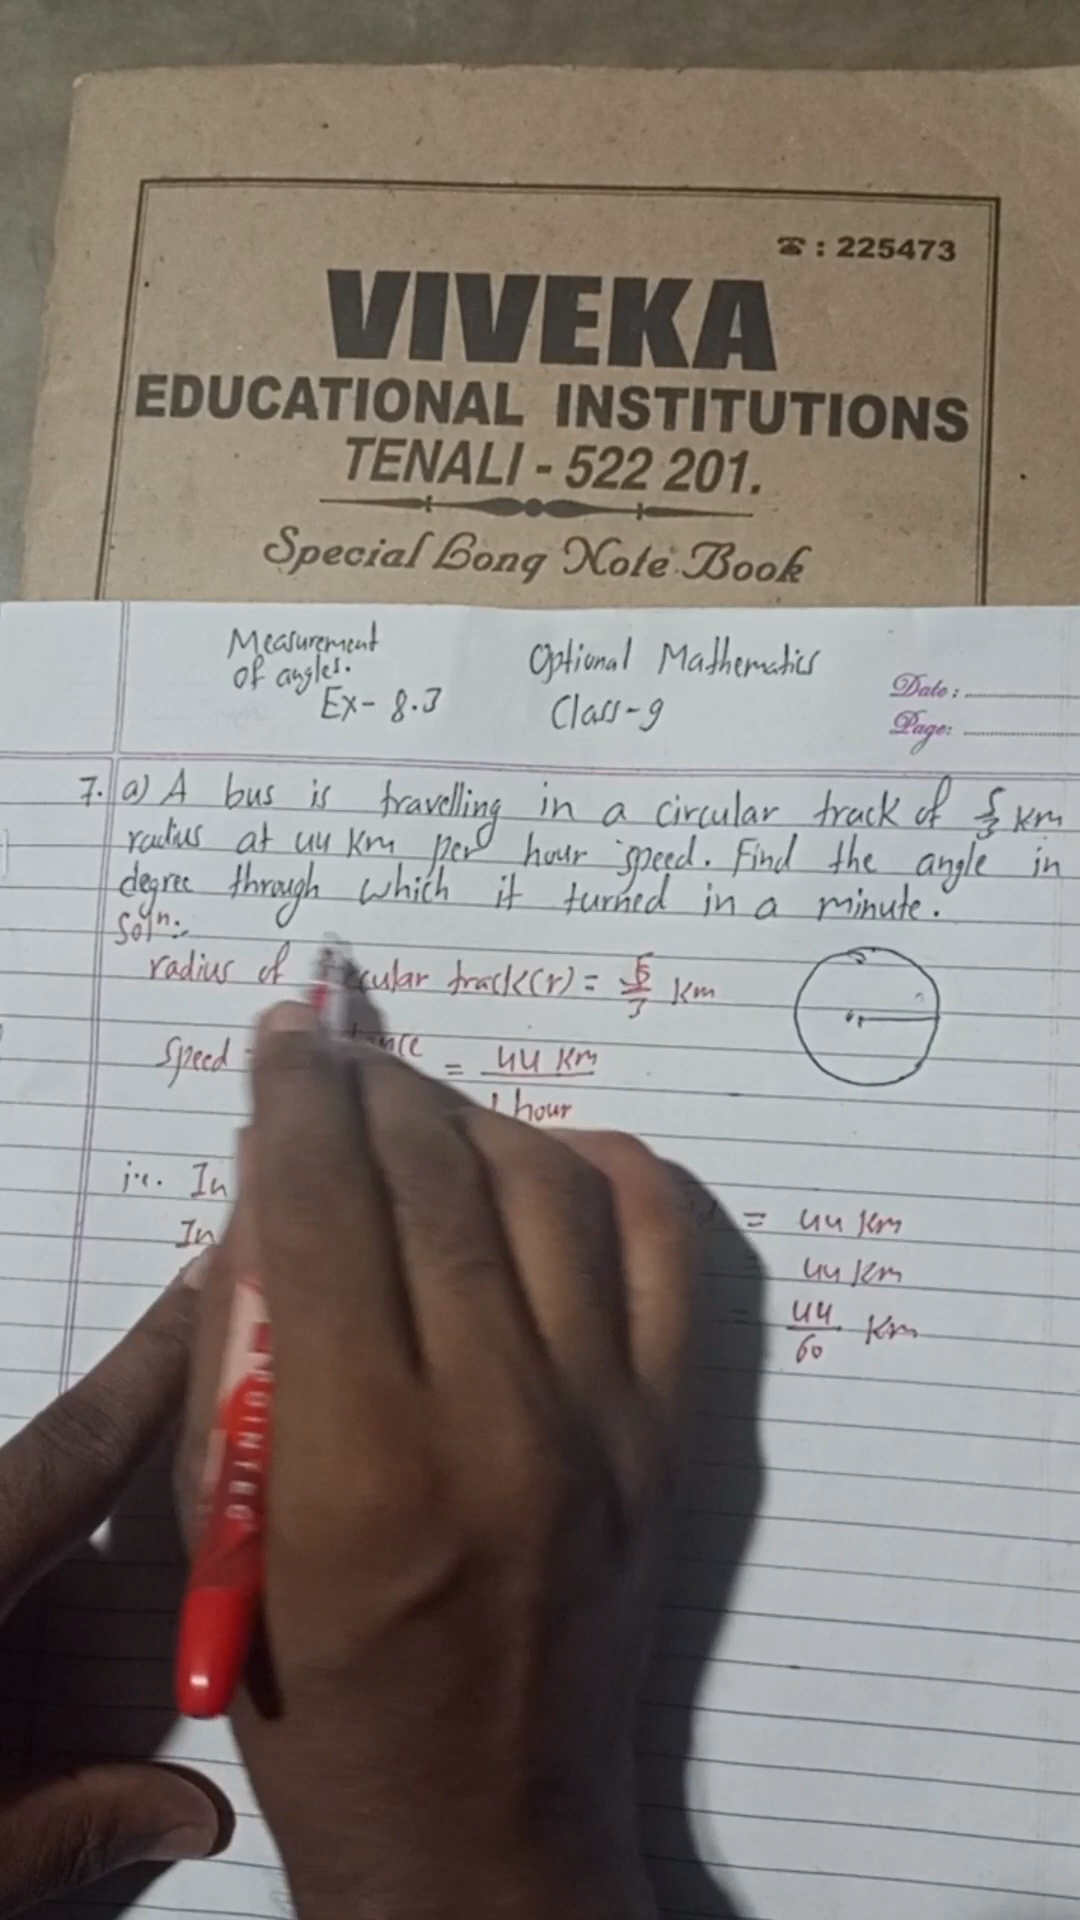 ☎ : 225473
VIVEKA
EDUCATIONAL INSTITUTIONS
TENALI - 522 201.
Special Long Note Book
Measurement
of angles.
Ex- 8.3
Optional Mathematics
Class-9
Date:
Page:
7. a) A bus is travelling in a circular track of 5/3 km
radius at 44 km per hour speed. Find the angle in
degree through which it turned in a minute.
Soln:
radius of track(r) = 5/3 km
Speed = 44 km / 1 hour
i.e. In = 44 km
In = 44 km
= 44/60 km
POINTEC